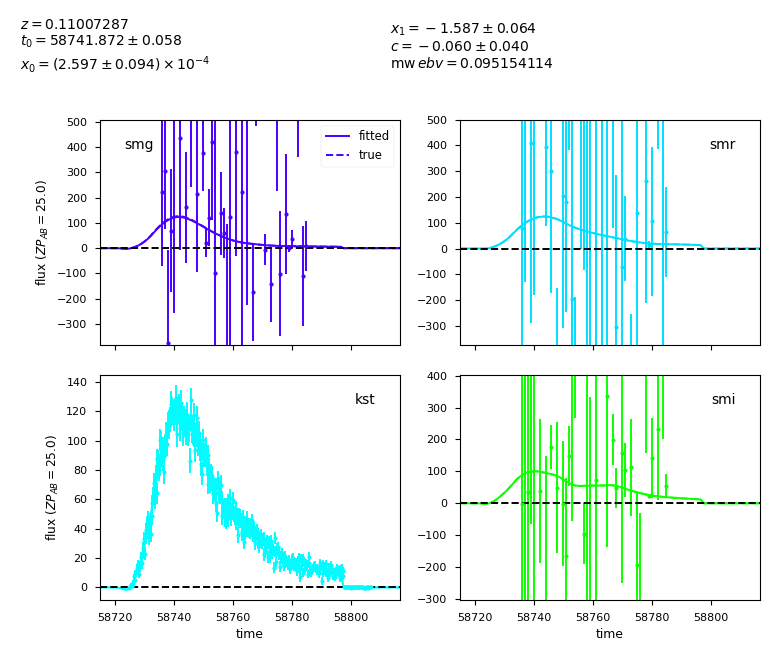 z = 0.11007287
t₀ = 58741.872 ± 0.058
x₀ = (2.597 ± 0.094) × 10⁻⁴
x₁ = −1.587 ± 0.064
c = −0.060 ± 0.040
mw ebv = 0.095154114
smg
fitted
true
500
400
300
200
100
0
−100
−200
−300
flux (ZP_AB = 25.0)
smr
500
400
300
200
100
0
−100
−200
−300
kst
140
120
100
80
60
40
20
0
flux (ZP_AB = 25.0)
58720 58740 58760 58780 58800
time
smi
400
300
200
100
0
−100
−200
−300
58720 58740 58760 58780 58800
time